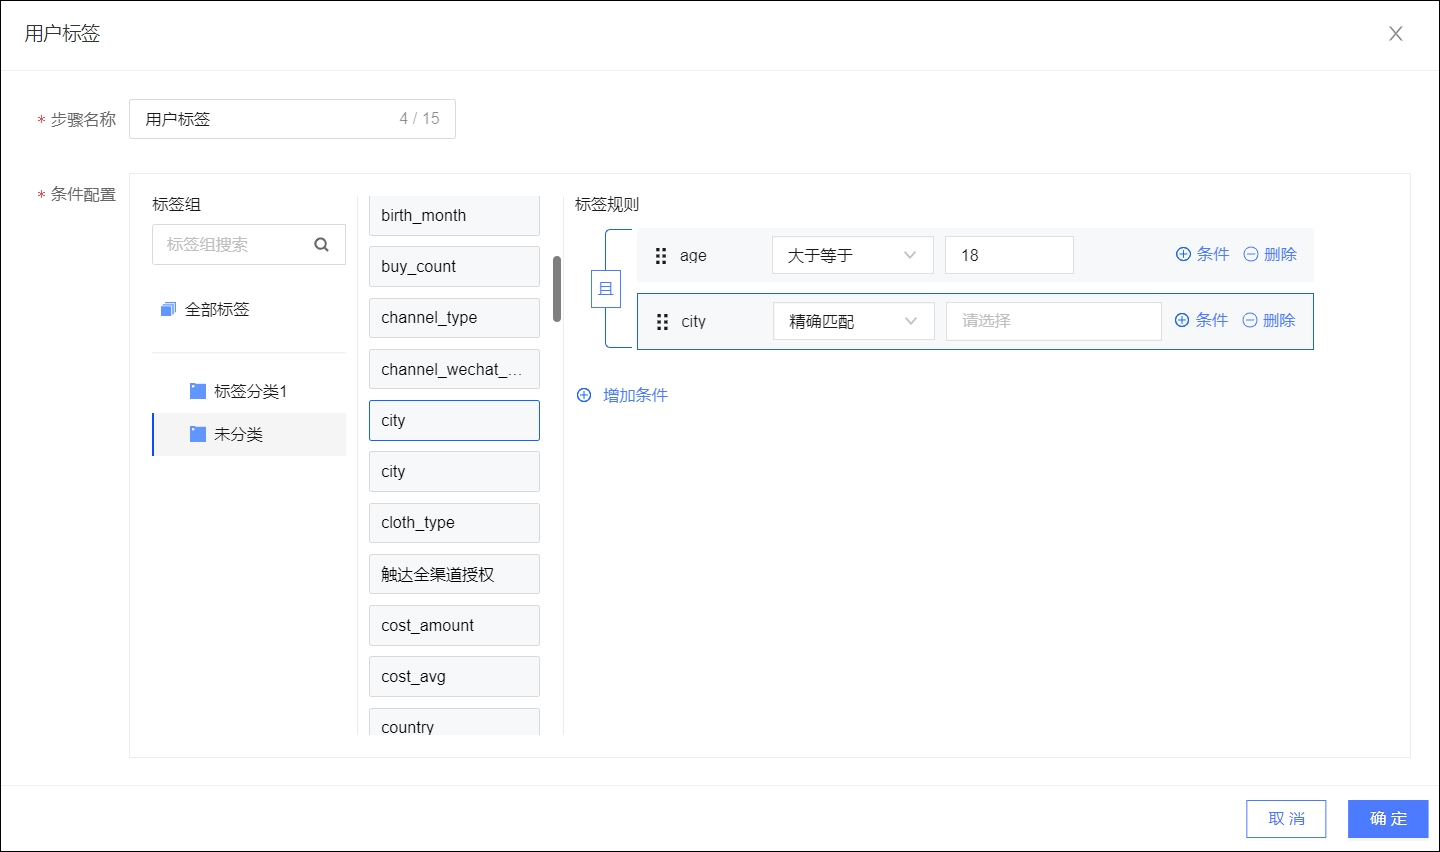 用户标签
* 步骤名称
用户标签
4 / 15
* 条件配置
标签组
标签组搜索
全部标签
标签分类1
未分类
birth_month
buy_count
channel_type
channel_wechat_...
city
city
cloth_type
触达全渠道授权
cost_amount
cost_avg
country
标签规则
且
age 大于等于 18 条件 删除
city 精确匹配 请选择 条件 删除
增加条件
取 消
确 定